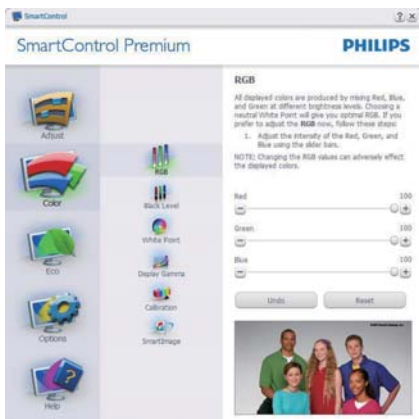 SmartControl
SmartControl Premium
PHILIPS
Adjust
Color
Eco
Options
Help
RGB
Black Level
White Point
Display Gamma
Calibration
SmartImage
RGB
All displayed colors are produced by mixing Red, Blue,
and Green at different brightness levels. Choosing a
neutral White Point will give you optimal RGB. If you
prefer to adjust the RGB now, follow these steps:
1. Adjust the intensity of the Red, Green, and
Blue using the slider bars.
NOTE: Changing the RGB values can adversely effect
the displayed colors.
Red 100
Green 100
Blue 100
Undo Reset